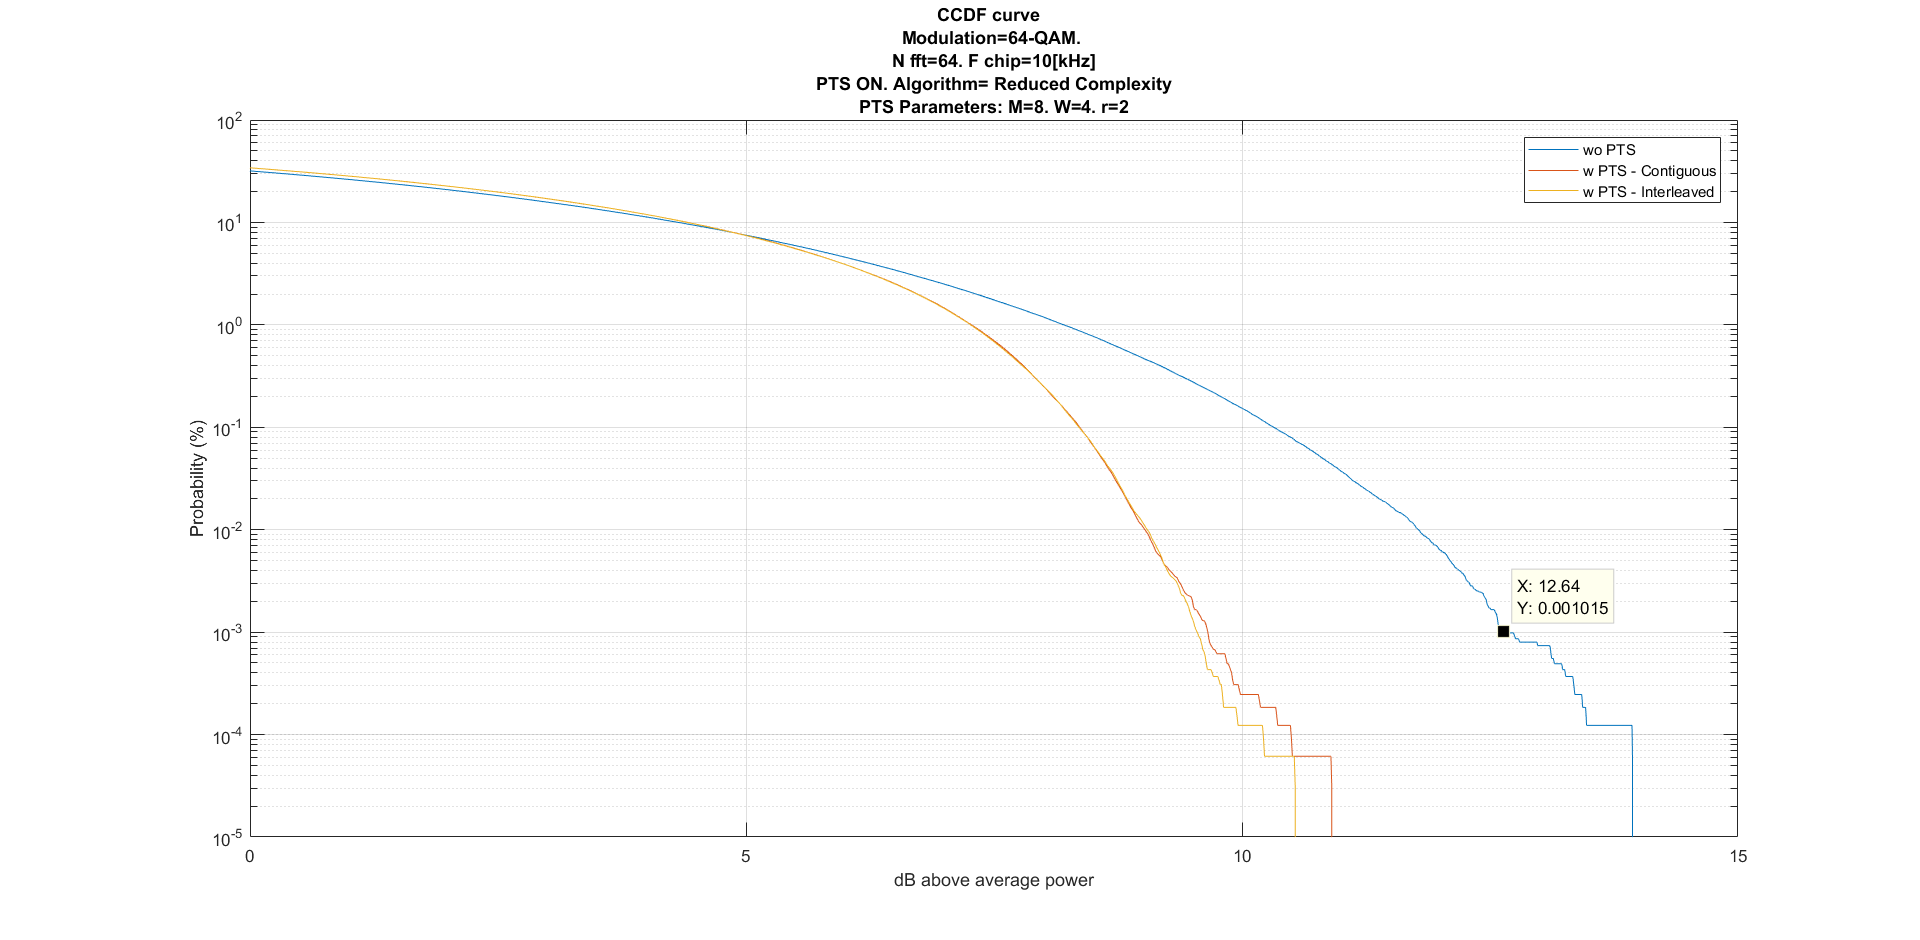 CCDF curve
Modulation=64-QAM.
N fft=64. F chip=10[kHz]
PTS ON. Algorithm= Reduced Complexity
PTS Parameters: M=8. W=4. r=2
10^2
10^1
10^0
10^-1
10^-2
10^-3
10^-4
10^-5
Probability (%)
wo PTS
w PTS - Contiguous
w PTS - Interleaved
X: 12.64
Y: 0.001015
0 5 10 15
dB above average power